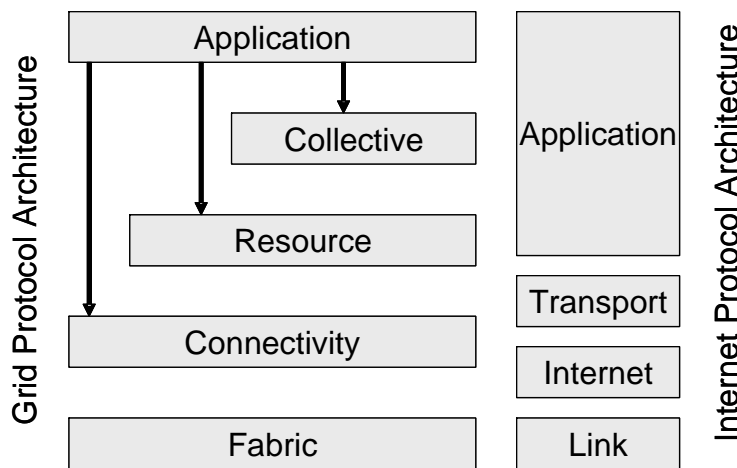 Grid Protocol Architecture
Application
Collective
Resource
Connectivity
Fabric
Application
Transport
Internet
Link
Internet Protocol Architecture